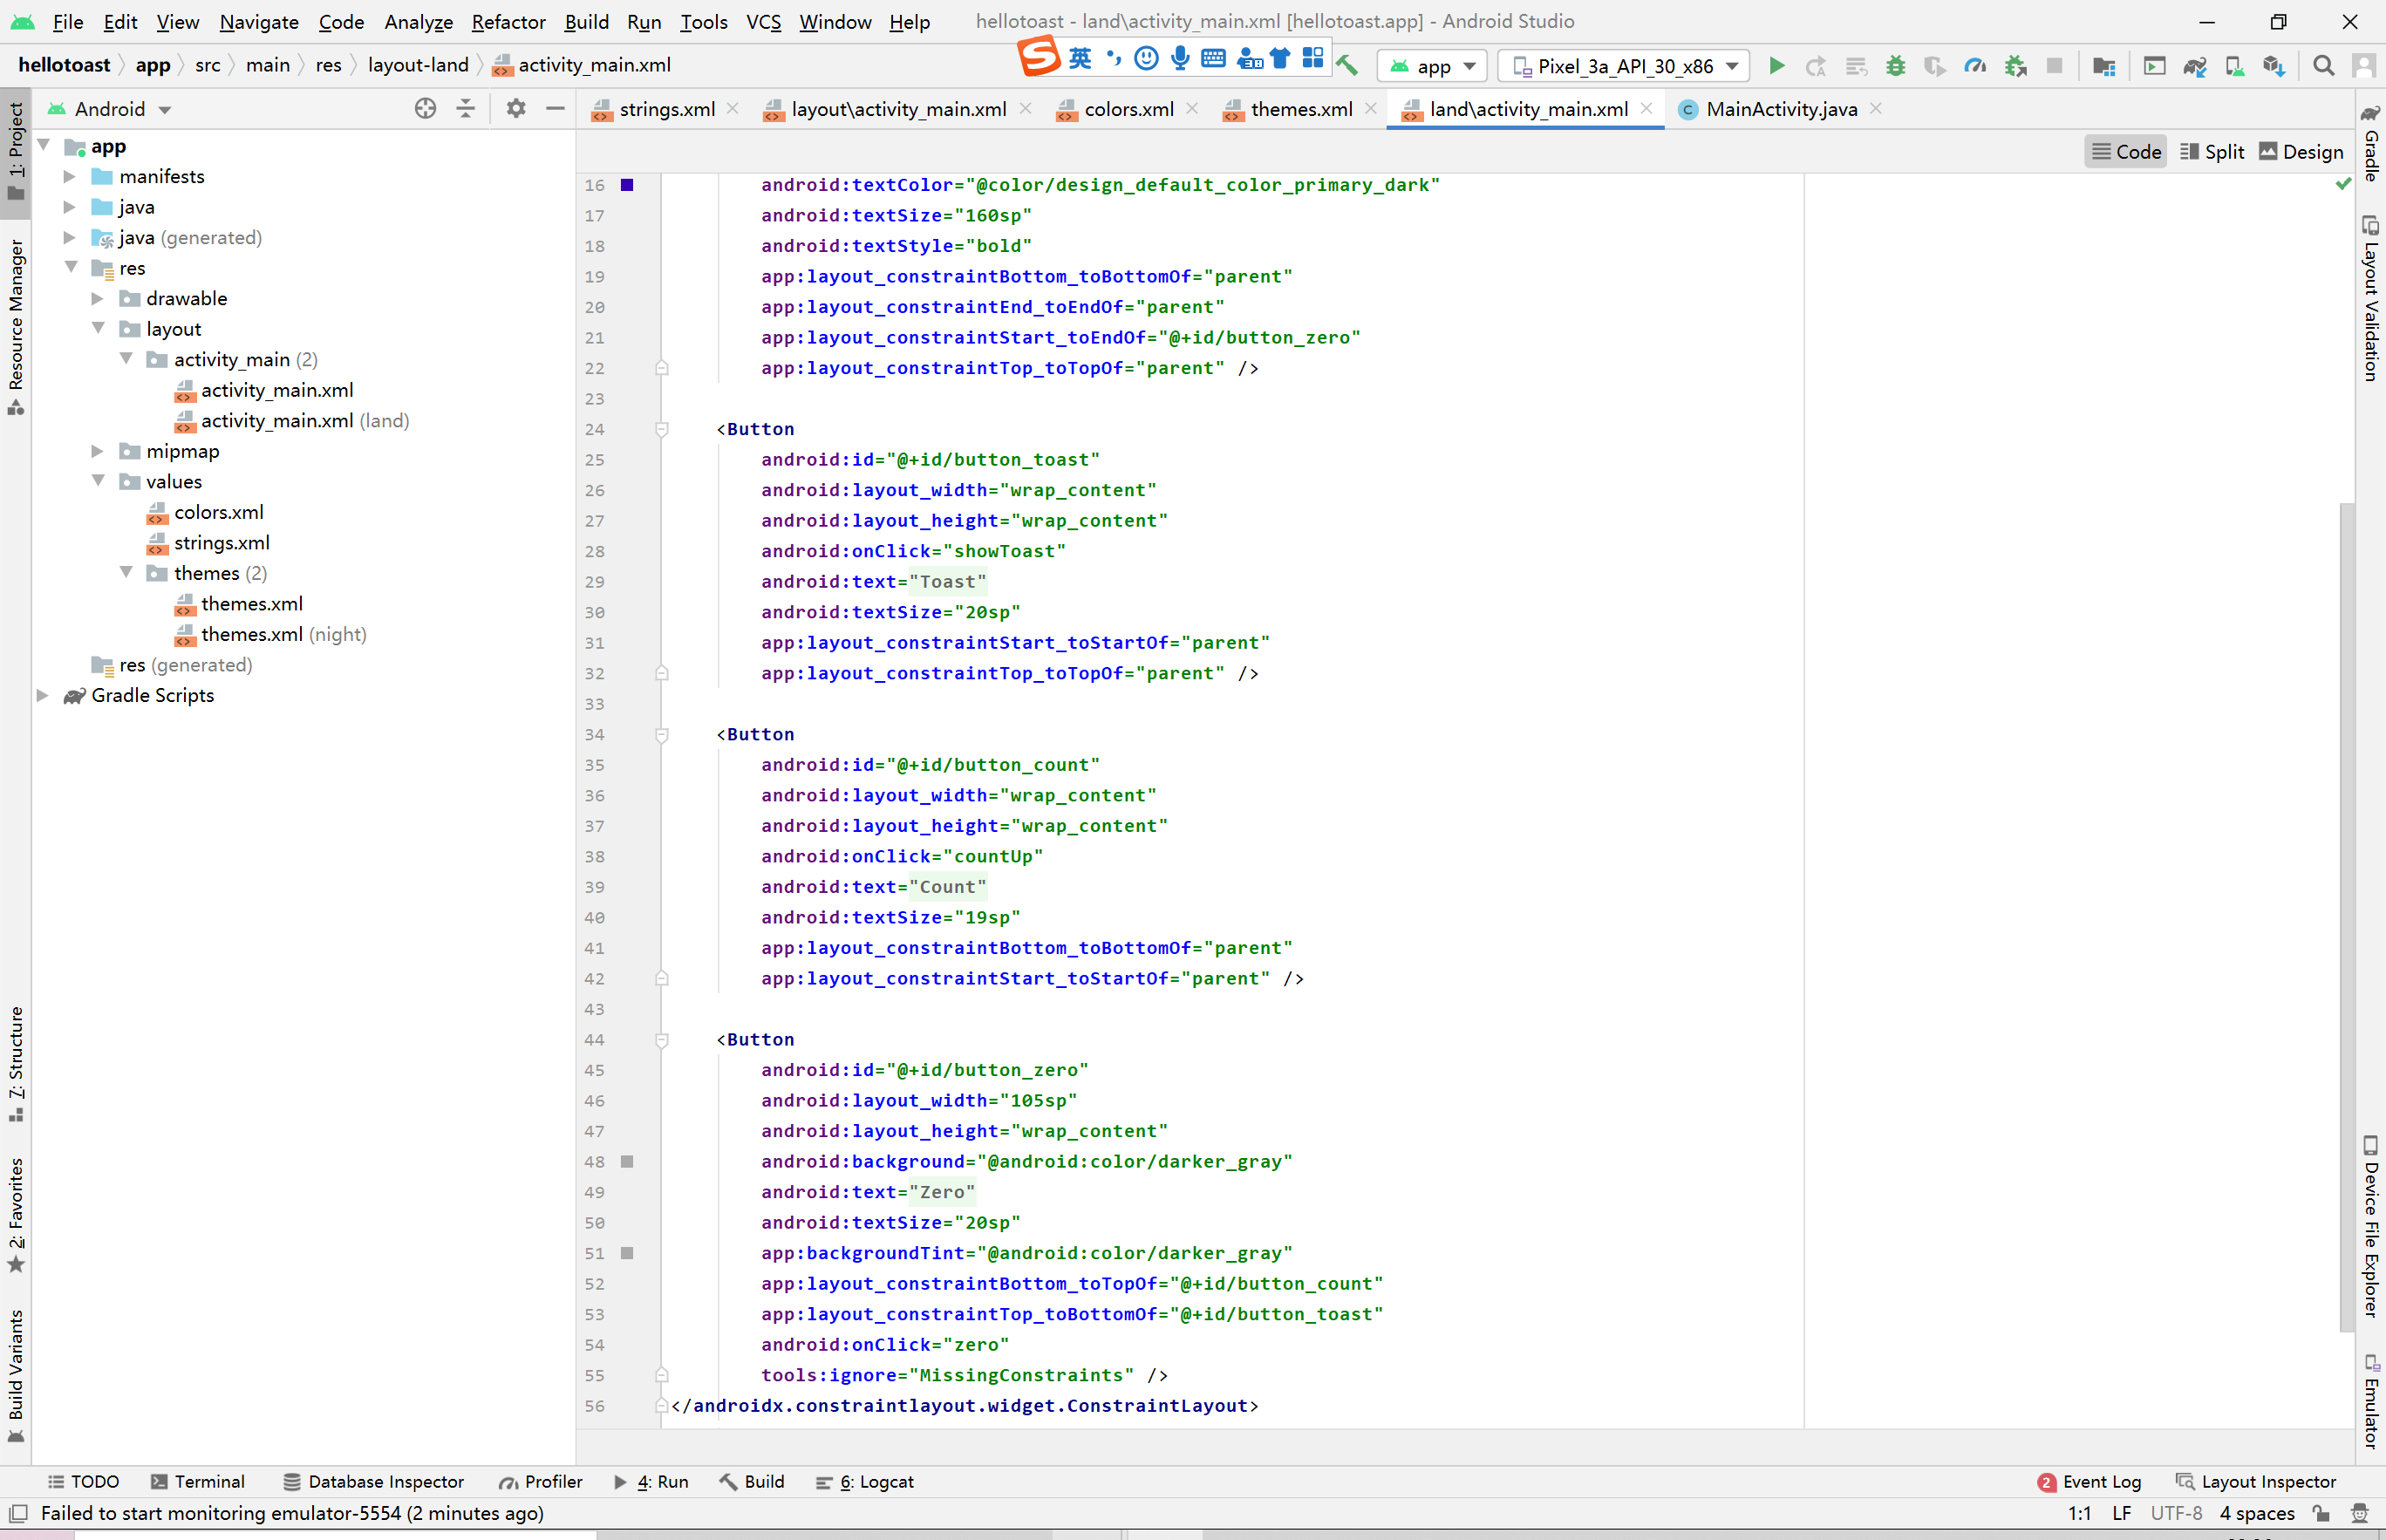 File Edit View Navigate Code Analyze Refactor Build Run Tools VCS Window Help hellotoast - land\activity_main.xml [hellotoast.app] - Android Studio
hellotoast app src main res layout-land activity_main.xml 英 app Pixel_3a_API_30_x86
Android strings.xml layout\activity_main.xml colors.xml themes.xml land\activity_main.xml MainActivity.java
Code Split Design
1: Project
Resource Manager
7: Structure
2: Favorites
Build Variants
app
manifests
java
java (generated)
res
drawable
layout
activity_main (2)
activity_main.xml
activity_main.xml (land)
mipmap
values
colors.xml
strings.xml
themes (2)
themes.xml
themes.xml (night)
res (generated)
Gradle Scripts
16 android:textColor="@color/design_default_color_primary_dark"
17 android:textSize="160sp"
18 android:textStyle="bold"
19 app:layout_constraintBottom_toBottomOf="parent"
20 app:layout_constraintEnd_toEndOf="parent"
21 app:layout_constraintStart_toEndOf="@+id/button_zero"
22 app:layout_constraintTop_toTopOf="parent" />
23
24 <Button
25 android:id="@+id/button_toast"
26 android:layout_width="wrap_content"
27 android:layout_height="wrap_content"
28 android:onClick="showToast"
29 android:text="Toast"
30 android:textSize="20sp"
31 app:layout_constraintStart_toStartOf="parent"
32 app:layout_constraintTop_toTopOf="parent" />
33
34 <Button
35 android:id="@+id/button_count"
36 android:layout_width="wrap_content"
37 android:layout_height="wrap_content"
38 android:onClick="countUp"
39 android:text="Count"
40 android:textSize="19sp"
41 app:layout_constraintBottom_toBottomOf="parent"
42 app:layout_constraintStart_toStartOf="parent" />
43
44 <Button
45 android:id="@+id/button_zero"
46 android:layout_width="105sp"
47 android:layout_height="wrap_content"
48 android:background="@android:color/darker_gray"
49 android:text="Zero"
50 android:textSize="20sp"
51 app:backgroundTint="@android:color/darker_gray"
52 app:layout_constraintBottom_toTopOf="@+id/button_count"
53 app:layout_constraintTop_toBottomOf="@+id/button_toast"
54 android:onClick="zero"
55 tools:ignore="MissingConstraints" />
56 </androidx.constraintlayout.widget.ConstraintLayout>
Gradle
Layout Validation
Device File Explorer
Emulator
TODO Terminal Database Inspector Profiler 4: Run Build 6: Logcat 2 Event Log Layout Inspector
Failed to start monitoring emulator-5554 (2 minutes ago) 1:1 LF UTF-8 4 spaces